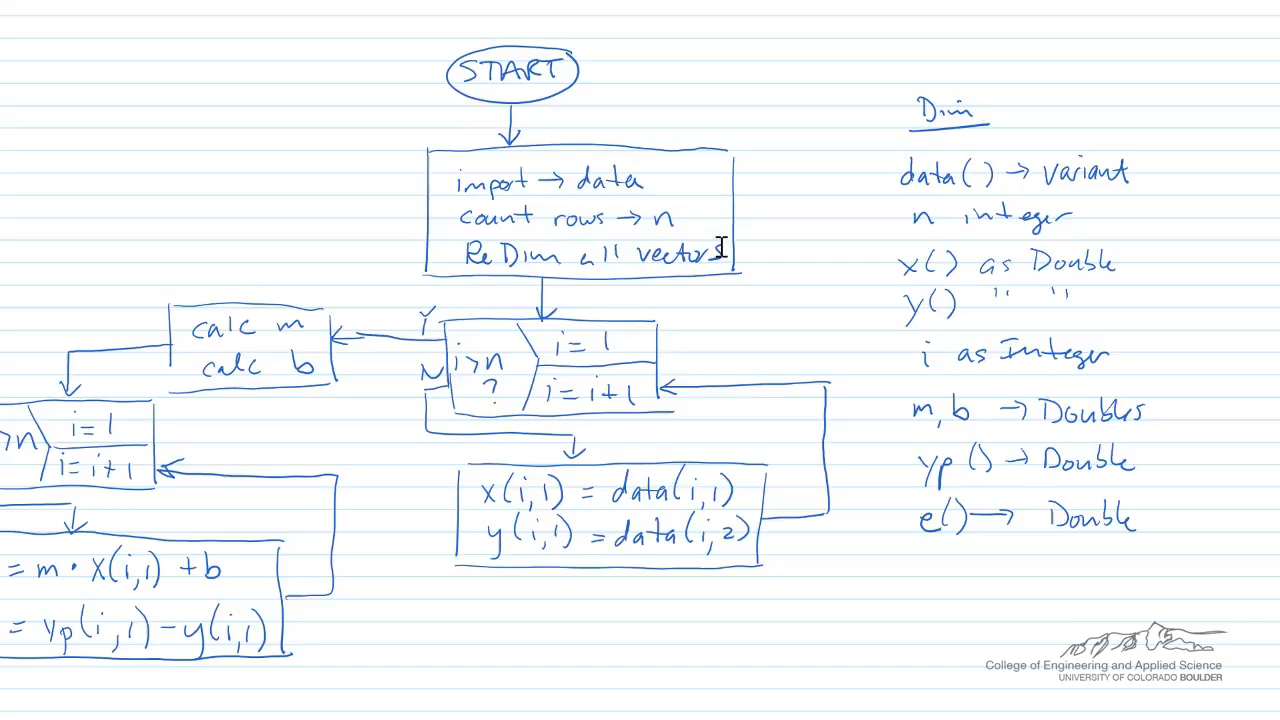 START
import → data
count rows → n
ReDim all vectors
i>n
?
i = 1
i = i+1
Y
N
calc m
calc b
>n
i = 1
i = i+1
x(i,1) = data(i,1)
y(i,1) = data(i,2)
= m · x(i,1) + b
= yp(i,1) - y(i,1)
Dim
data() → variant
n integer
x() as Double
y() " "
i as Integer
m, b → Doubles
yp() → Double
e() → Double
College of Engineering and Applied Science
UNIVERSITY OF COLORADO BOULDER